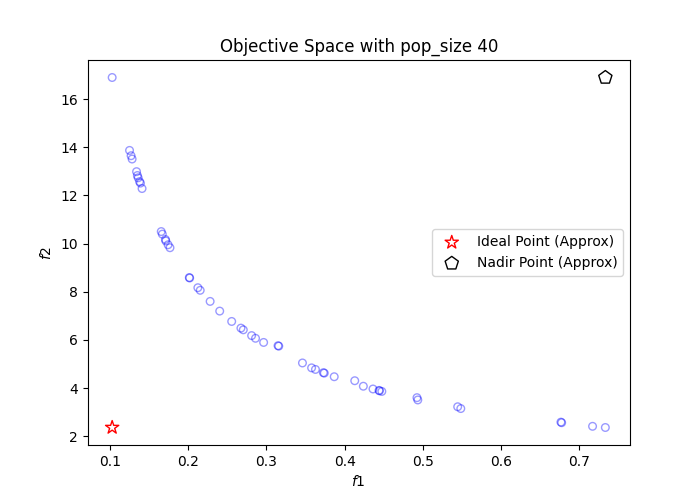 Objective Space with pop_size 40
16
14
12
10
8
6
4
2
f2
Ideal Point (Approx)
Nadir Point (Approx)
0.1 0.2 0.3 0.4 0.5 0.6 0.7
f1